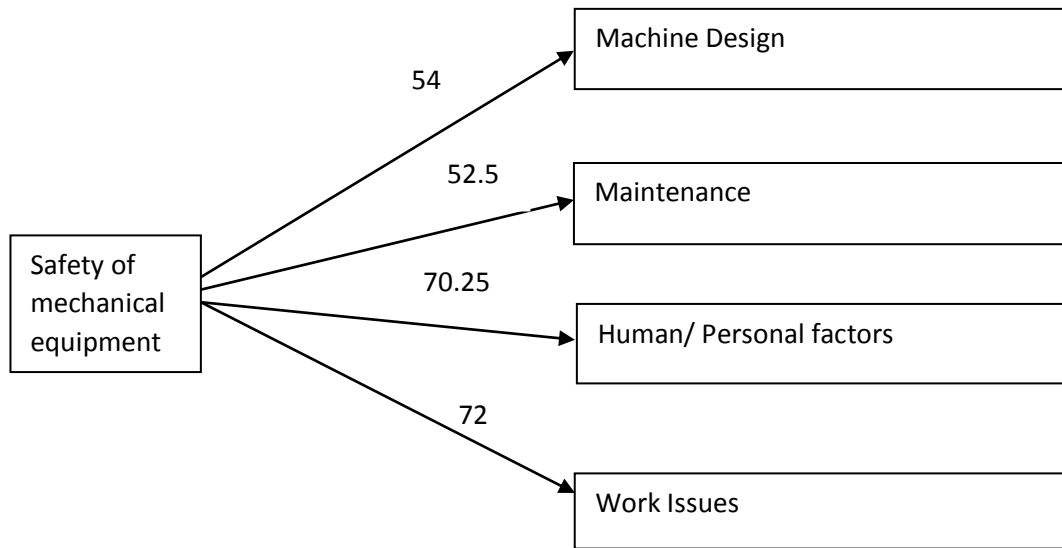 Machine Design
54
52.5
Maintenance
Safety of
mechanical
equipment
70.25
Human/ Personal factors
72
Work Issues